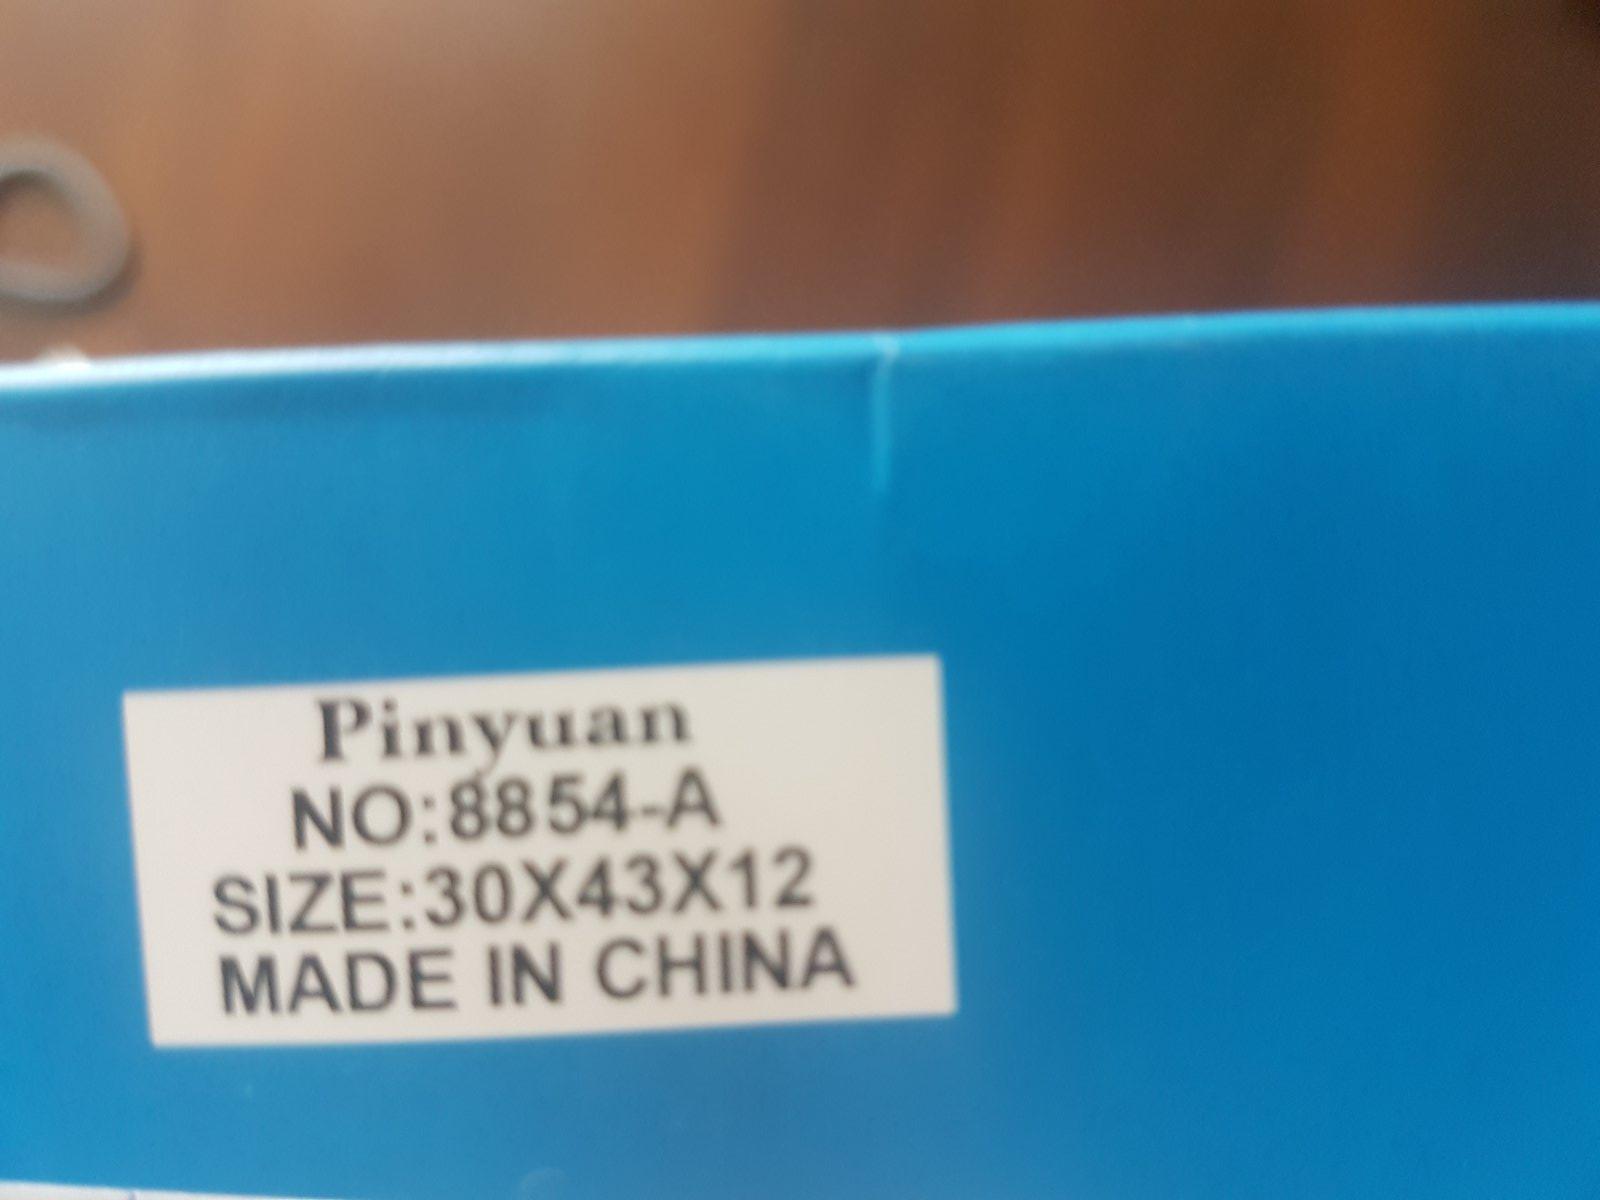 Pinyuan
NO:8854-A
SIZE:30X43X12
MADE IN CHINA